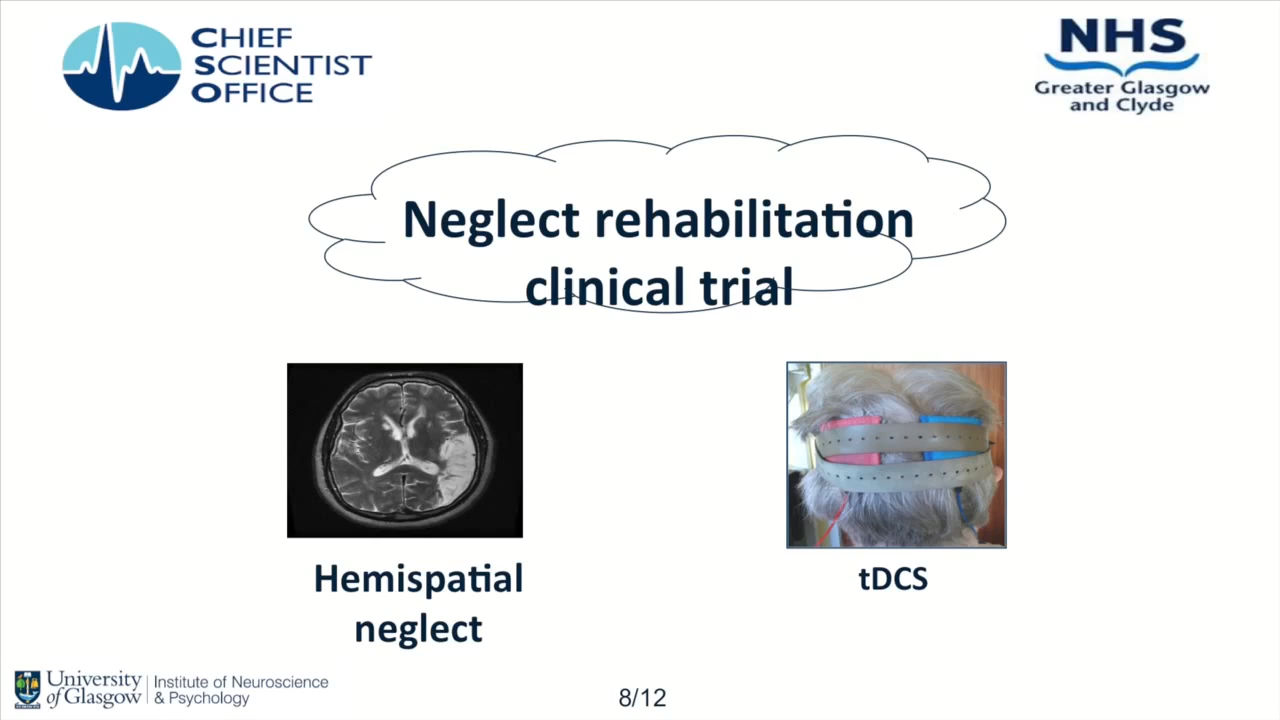 CHIEF
SCIENTIST
OFFICE
NHS
Greater Glasgow
and Clyde
Neglect rehabilitation
clinical trial
Hemispatial
neglect
tDCS
University
of Glasgow
Institute of Neuroscience
& Psychology
8/12